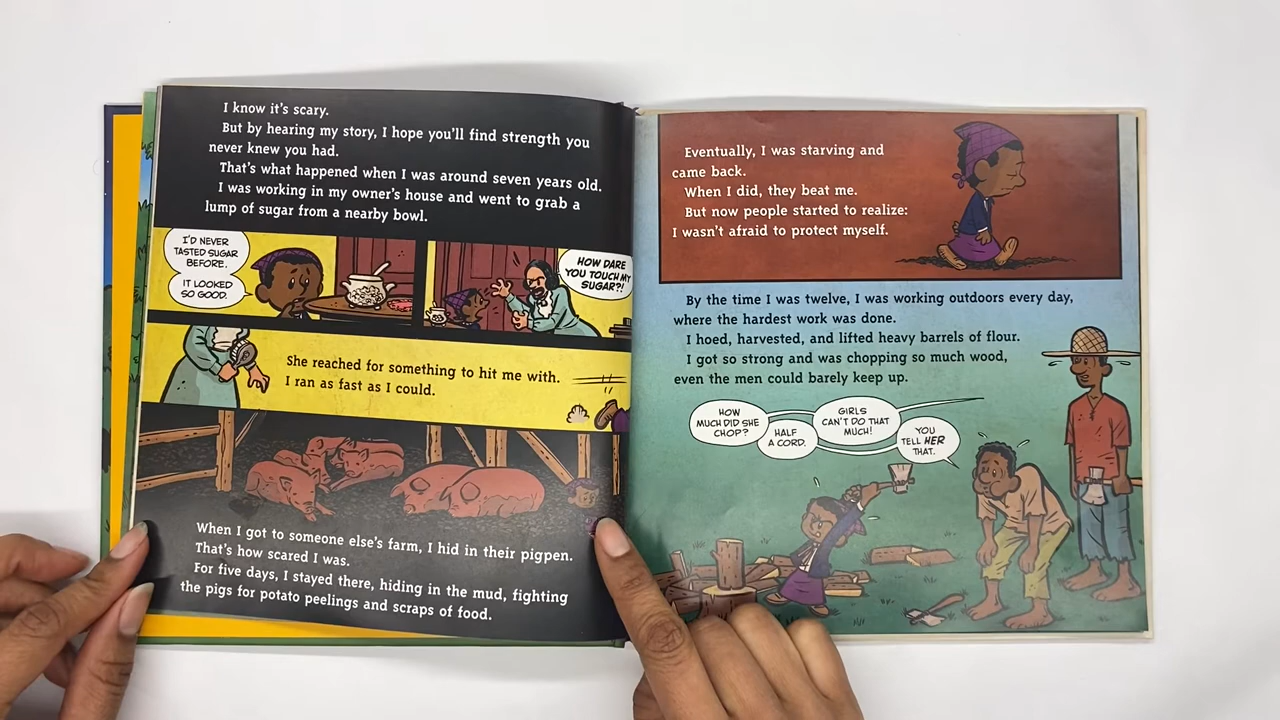 I know it's scary.
But by hearing my story, I hope you'll find strength you
never knew you had.
That's what happened when I was around seven years old.
I was working in my owner's house and went to grab a
lump of sugar from a nearby bowl.
I'D NEVER
TASTED SUGAR
BEFORE.
IT LOOKED
SO GOOD.
HOW DARE
YOU TOUCH MY
SUGAR?!
She reached for something to hit me with.
I ran as fast as I could.
When I got to someone else's farm, I hid in their pigpen.
That's how scared I was.
For five days, I stayed there, hiding in the mud, fighting
the pigs for potato peelings and scraps of food.
Eventually, I was starving and
came back.
When I did, they beat me.
But now people started to realize:
I wasn't afraid to protect myself.
By the time I was twelve, I was working outdoors every day,
where the hardest work was done.
I hoed, harvested, and lifted heavy barrels of flour.
I got so strong and was chopping so much wood,
even the men could barely keep up.
HOW
MUCH DID SHE
CHOP?
HALF
A CORD.
GIRLS
CAN'T DO THAT
MUCH!
YOU
TELL HER
THAT.